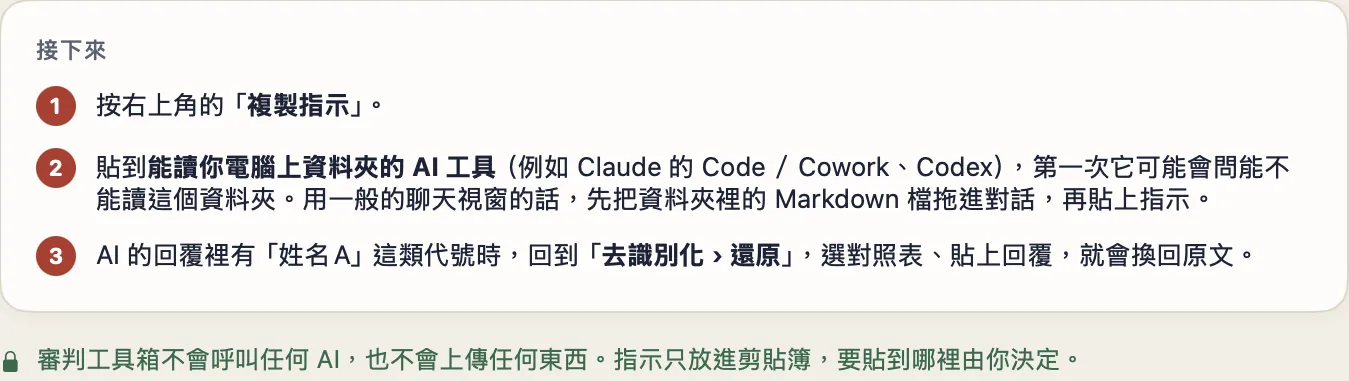 接下來
1 按右上角的「複製指示」。
2 貼到能讀你電腦上資料夾的 AI 工具（例如 Claude 的 Code / Cowork、Codex），第一次它可能會問能不
能讀這個資料夾。用一般的聊天視窗的話，先把資料夾裡的 Markdown 檔拖進對話，再貼上指示。
3 AI 的回覆裡有「姓名A」這類代號時，回到「去識別化 › 還原」，選對照表、貼上回覆，就會換回原文。
審判工具箱不會呼叫任何 AI，也不會上傳任何東西。指示只放進剪貼簿，要貼到哪裡由你決定。